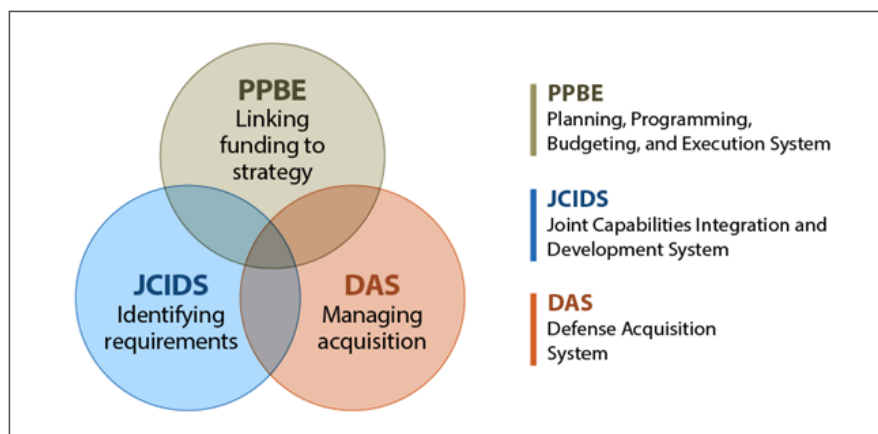 PPBE
Linking
funding to
strategy
JCIDS
Identifying
requirements
DAS
Managing
acquisition
PPBE
Planning, Programming,
Budgeting, and Execution System
JCIDS
Joint Capabilities Integration and
Development System
DAS
Defense Acquisition
System